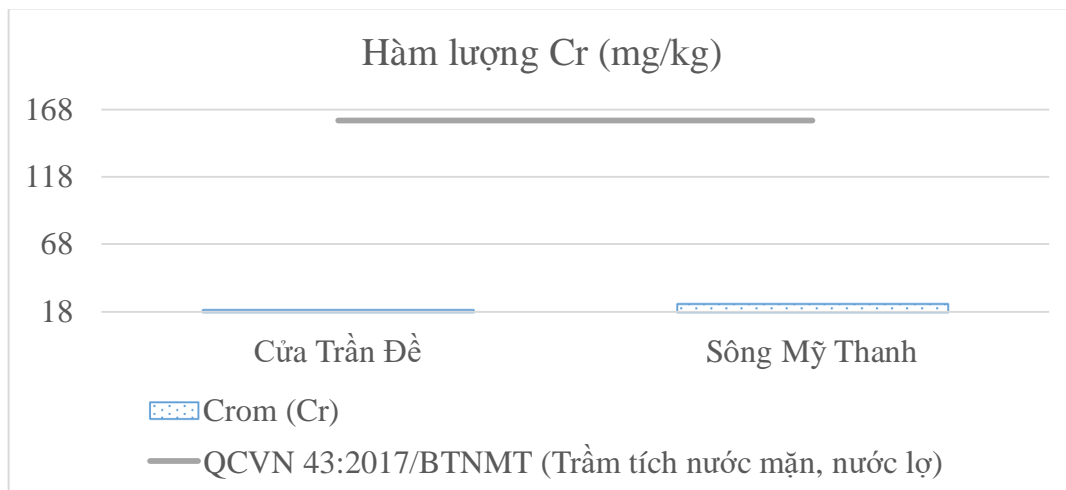 Hàm lượng Cr (mg/kg)
168
118
68
18
Cửa Trần Đề
Sông Mỹ Thanh
Crom (Cr)
QCVN 43:2017/BTNMT (Trầm tích nước mặn, nước lợ)